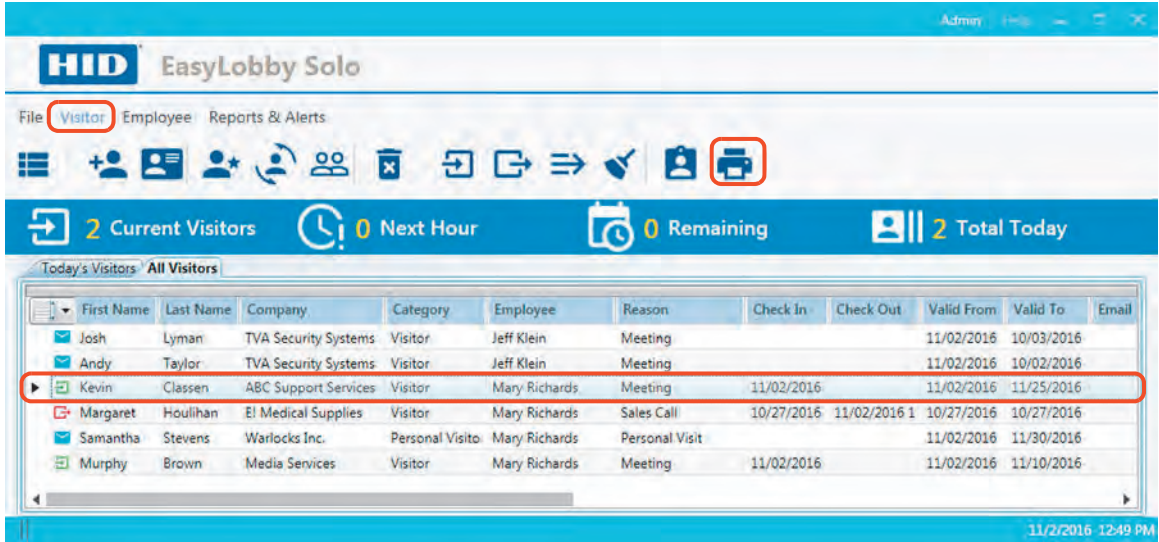 Admin Help
HID EasyLobby Solo
File Visitor Employee Reports & Alerts
2 Current Visitors 0 Next Hour 0 Remaining 2 Total Today
Today's Visitors All Visitors
First Name Last Name Company Category Employee Reason Check In Check Out Valid From Valid To Email
Josh Lyman TVA Security Systems Visitor Jeff Klein Meeting 11/02/2016 10/03/2016
Andy Taylor TVA Security Systems Visitor Jeff Klein Meeting 11/02/2016 10/02/2016
Kevin Classen ABC Support Services Visitor Mary Richards Meeting 11/02/2016 11/02/2016 11/25/2016
Margaret Houlihan EI Medical Supplies Visitor Mary Richards Sales Call 10/27/2016 11/02/2016 1 10/27/2016 10/27/2016
Samantha Stevens Warlocks Inc. Personal Visito Mary Richards Personal Visit 11/02/2016 11/30/2016
Murphy Brown Media Services Visitor Mary Richards Meeting 11/02/2016 11/02/2016 11/10/2016
11/2/2016 12:49 PM